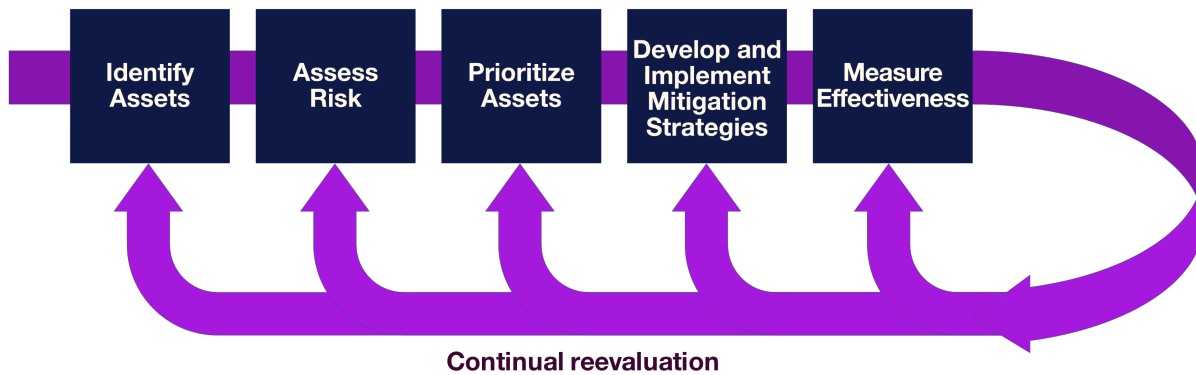 Identify
Assets
Assess
Risk
Prioritize
Assets
Develop and
Implement
Mitigation
Strategies
Measure
Effectiveness
Continual reevaluation